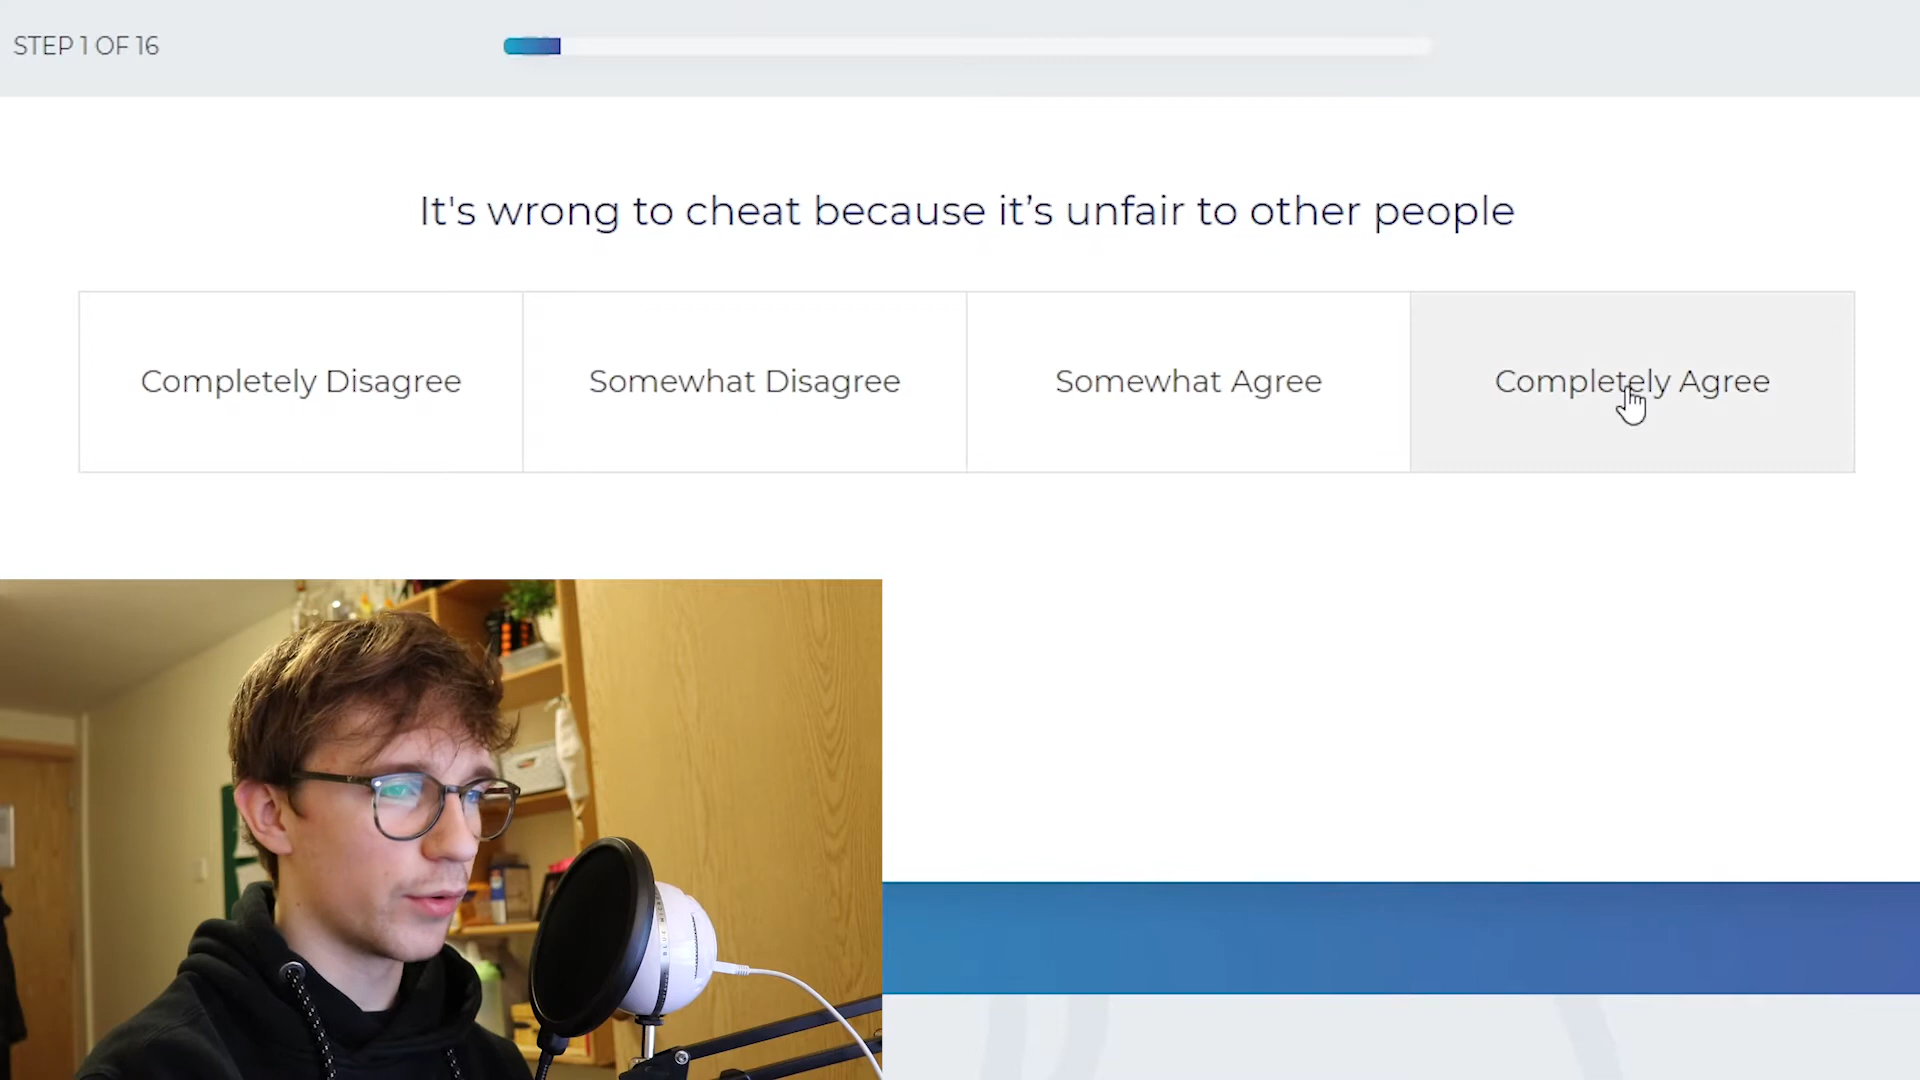 STEP 1 OF 16
It's wrong to cheat because it’s unfair to other people
Completely Disagree
Somewhat Disagree
Somewhat Agree
Completely Agree